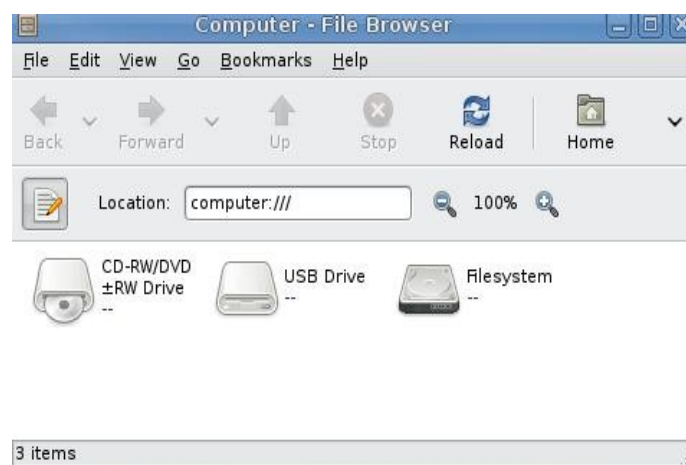 Computer - File Browser
File Edit View Go Bookmarks Help
Back Forward Up Stop Reload Home
Location: computer:/// 100%
CD-RW/DVD
±RW Drive
--
USB Drive
--
Filesystem
--
3 items